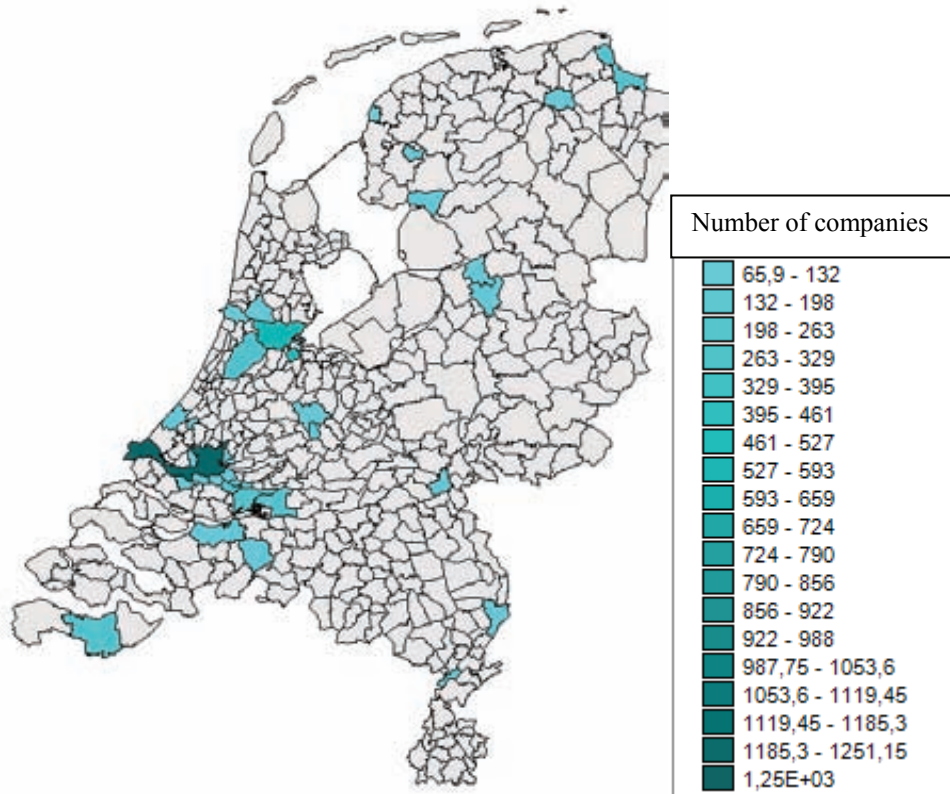 Number of companies
65,9 - 132
132 - 198
198 - 263
263 - 329
329 - 395
395 - 461
461 - 527
527 - 593
593 - 659
659 - 724
724 - 790
790 - 856
856 - 922
922 - 988
987,75 - 1053,6
1053,6 - 1119,45
1119,45 - 1185,3
1185,3 - 1251,15
1,25E+03